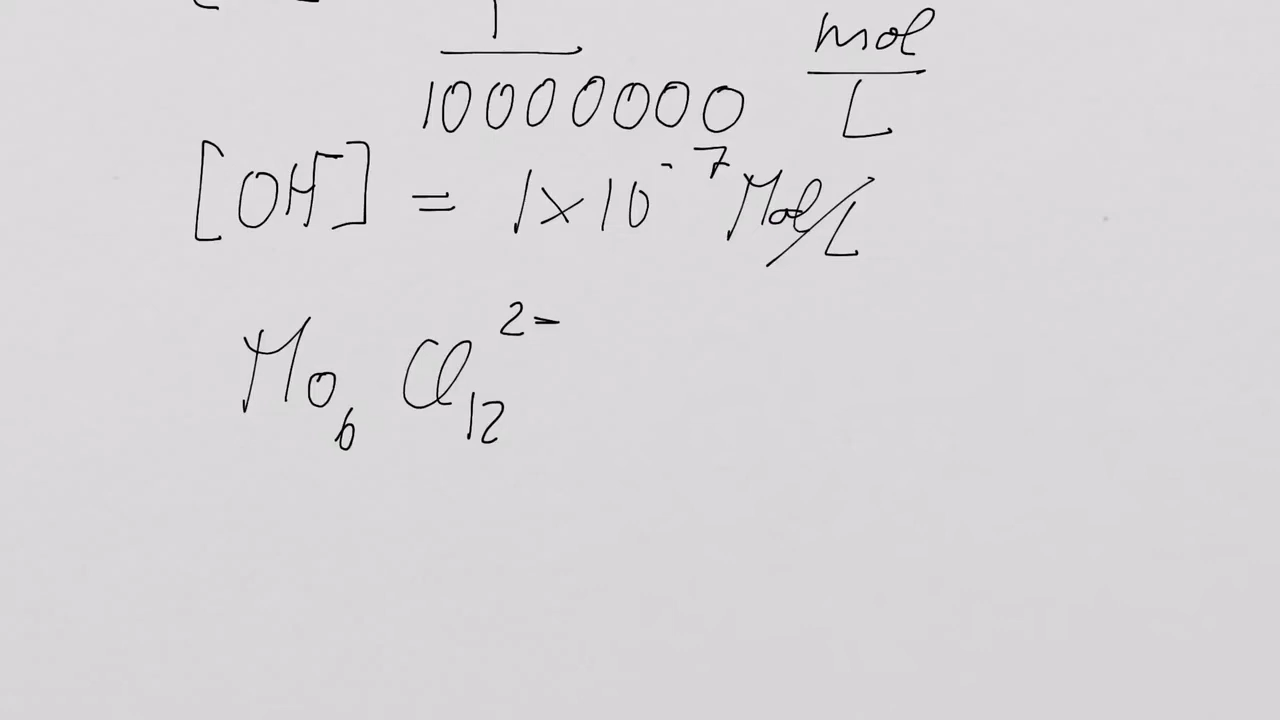 1 mol
10000000 L
[OH⁻] = 1×10⁻⁷ Mol/L
Mo₆ Cl₁₂²⁻